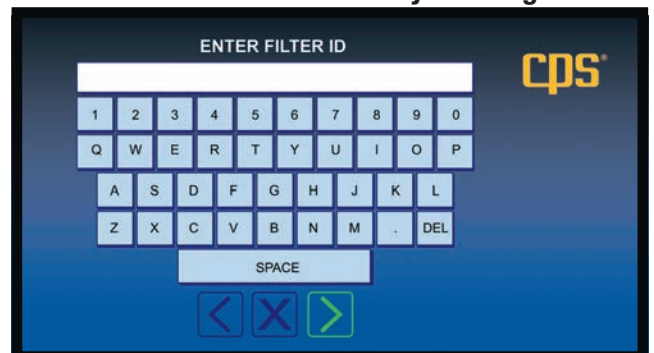 ENTER FILTER ID
cps®
1 2 3 4 5 6 7 8 9 0
Q W E R T Y U I O P
A S D F G H J K L
Z X C V B N M . DEL
SPACE
< X >